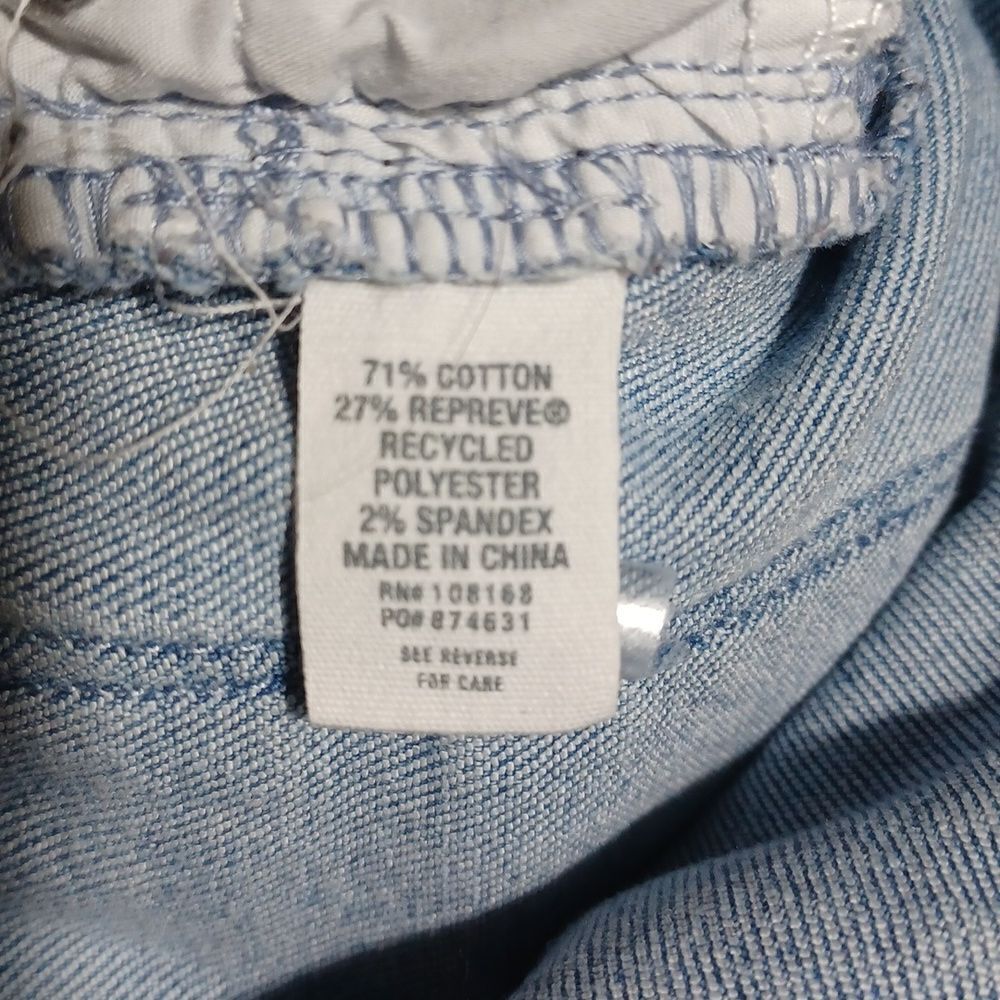 71% COTTON
27% REPREVE®
RECYCLED
POLYESTER
2% SPANDEX
MADE IN CHINA
RN# 108168
PO# 874631
SEE REVERSE
FOR CARE